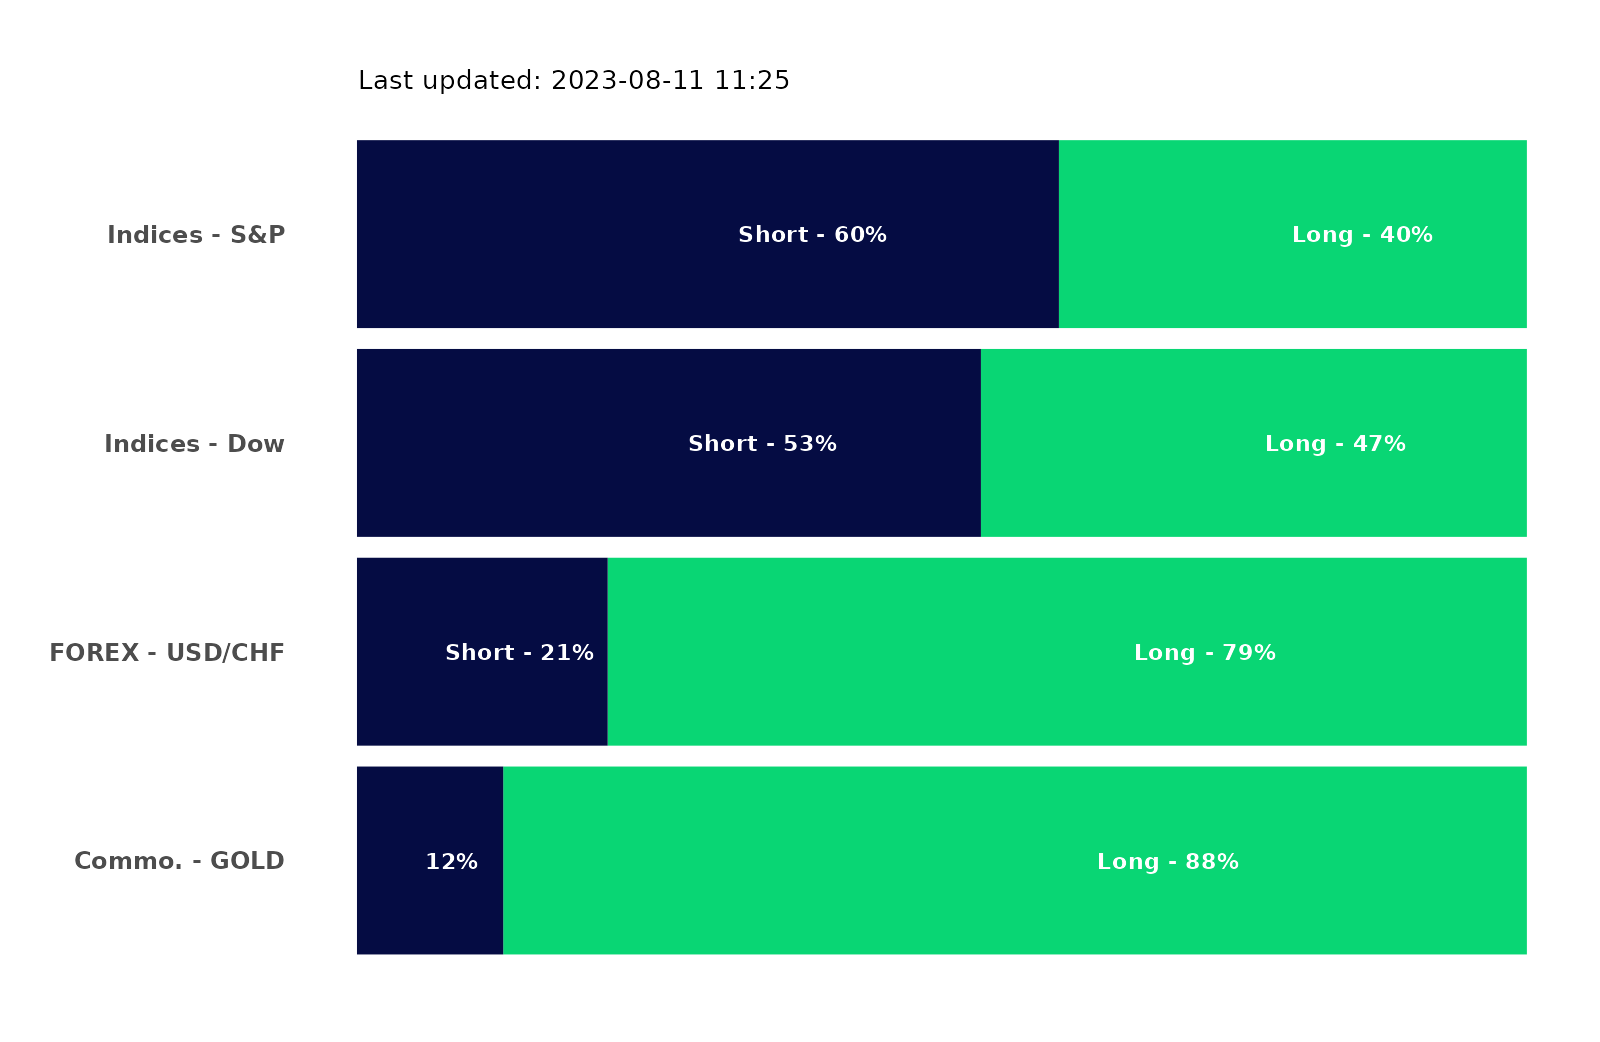 Last updated: 2023-08-11 11:25
Indices - S&P Short - 60% Long - 40%
Indices - Dow Short - 53% Long - 47%
FOREX - USD/CHF Short - 21% Long - 79%
Commo. - GOLD 12% Long - 88%